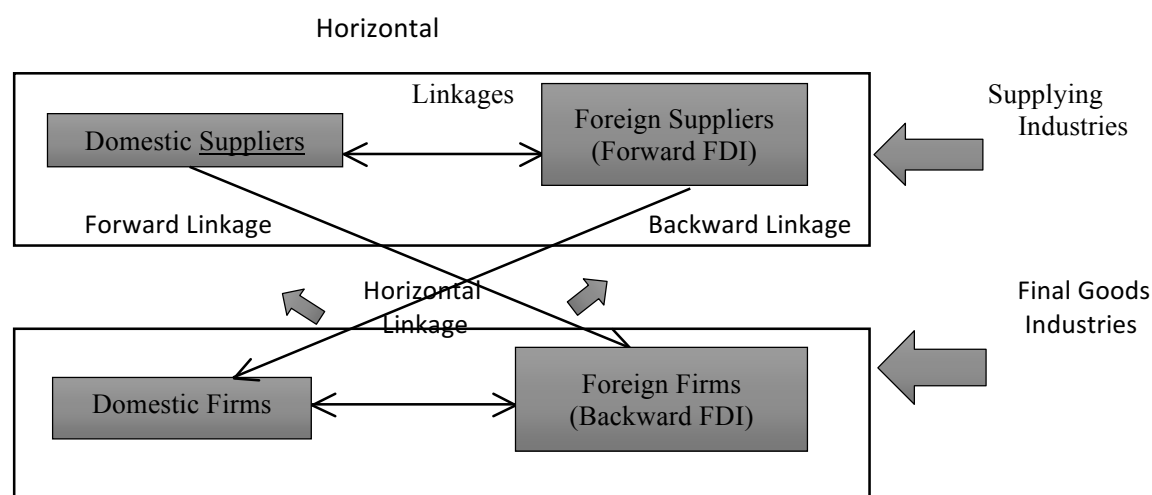 Horizontal
Linkages
Supplying
Industries
Domestic Suppliers
Foreign Suppliers
(Forward FDI)
Forward Linkage
Backward Linkage
Horizontal
Linkage
Final Goods
Industries
Domestic Firms
Foreign Firms
(Backward FDI)